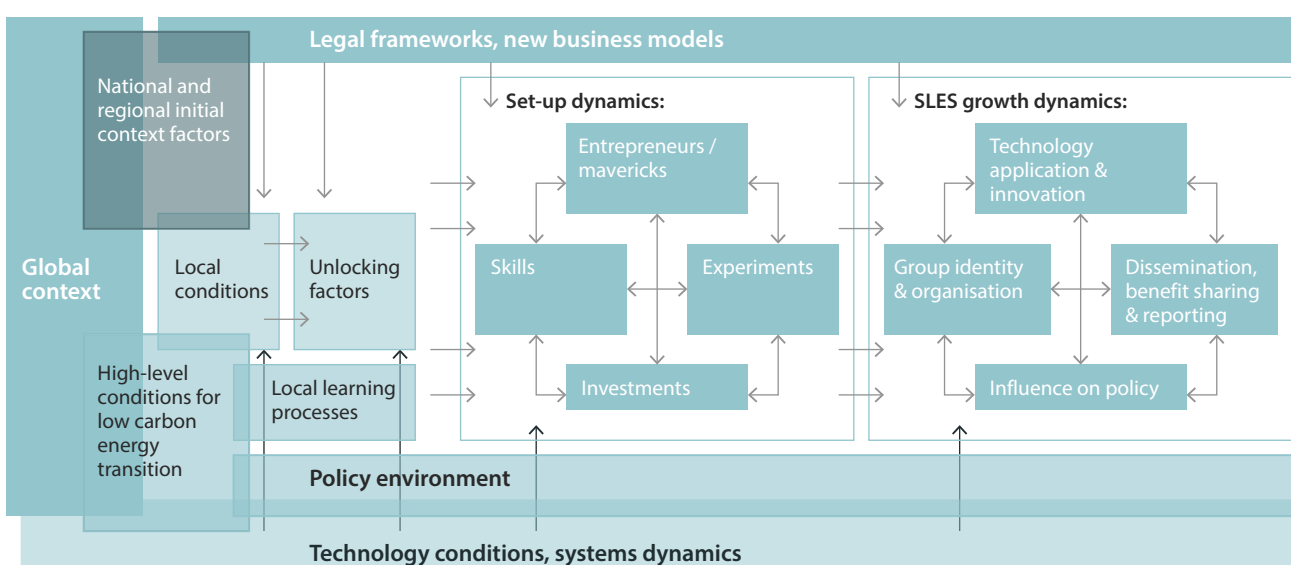 Legal frameworks, new business models
National and
regional initial
context factors
Global
context
Local
conditions
Unlocking
factors
High-level
conditions for
low carbon
energy
transition
Local learning
processes
Set-up dynamics:
Entrepreneurs /
mavericks
Skills
Experiments
Investments
SLES growth dynamics:
Technology
application &
innovation
Group identity
& organisation
Dissemination,
benefit sharing
& reporting
Influence on policy
Policy environment
Technology conditions, systems dynamics